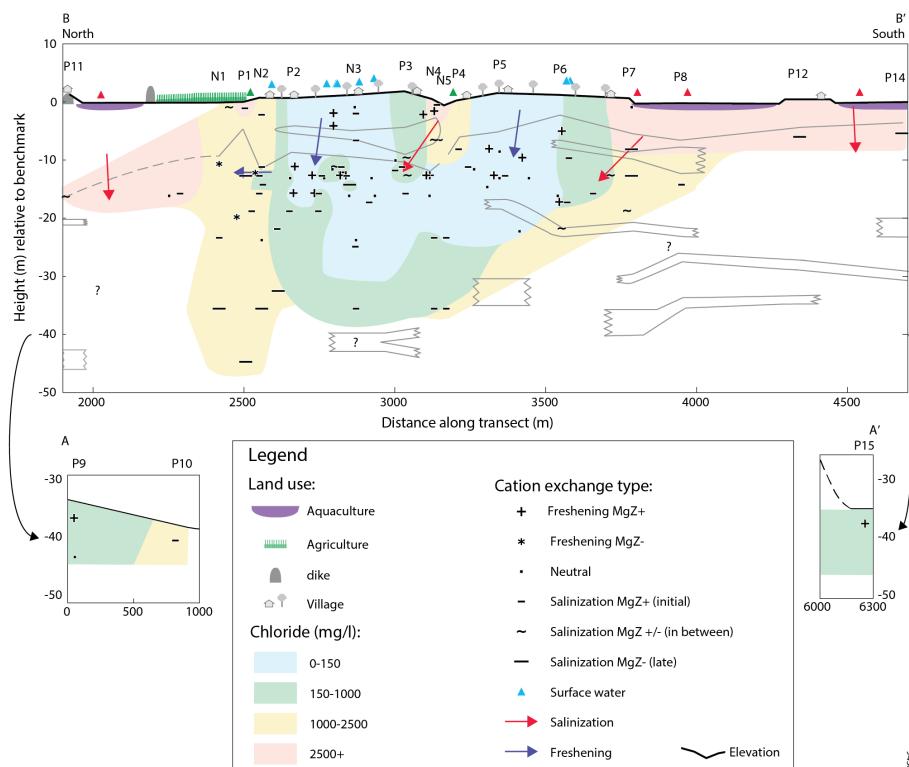 B
North
B'
South
10
0
-10
-20
-30
-40
-50
Height (m) relative to benchmark
P11
N1
P1
N2
P2
N3
P3
N4
N5
P4
P5
P6
P7
P8
P12
P14
?
?
?
2000
2500
3000
3500
4000
4500
Distance along transect (m)
A
P9
P10
-30
-40
-50
0
500
1000
A'
P15
-30
-40
-50
6000
6300
Legend
Land use:
Aquaculture
Agriculture
dike
Village
Chloride (mg/l):
0-150
150-1000
1000-2500
2500+
Cation exchange type:
+ Freshening MgZ+
* Freshening MgZ-
· Neutral
- Salinization MgZ+ (initial)
~ Salinization MgZ +/- (in between)
— Salinization MgZ- (late)
Surface water
Salinization
Freshening
Elevation